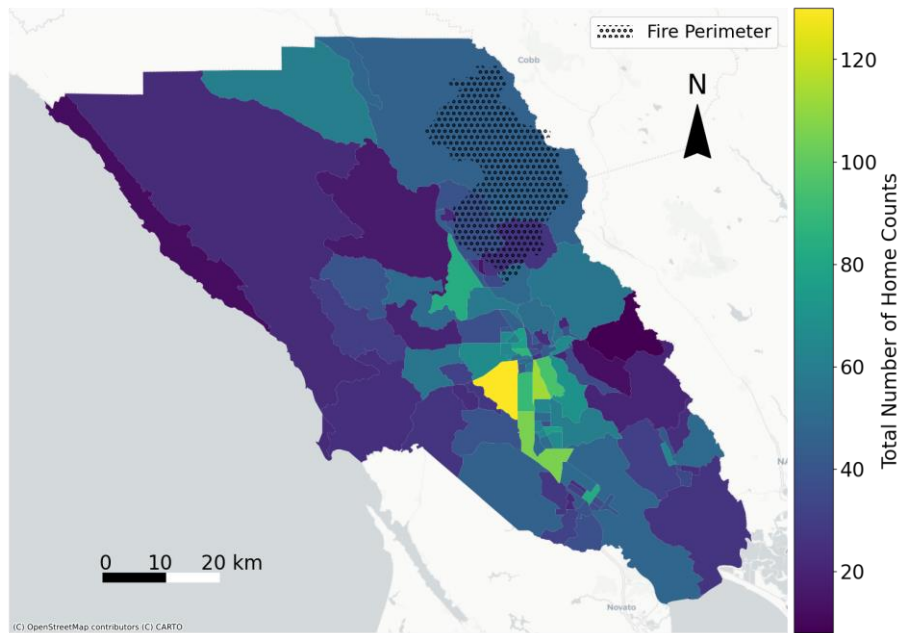 Fire Perimeter
Cobb
N
120
100
80
60
40
20
Total Number of Home Counts
NA
0 10 20 km
Novato
(C) OpenStreetMap contributors (C) CARTO